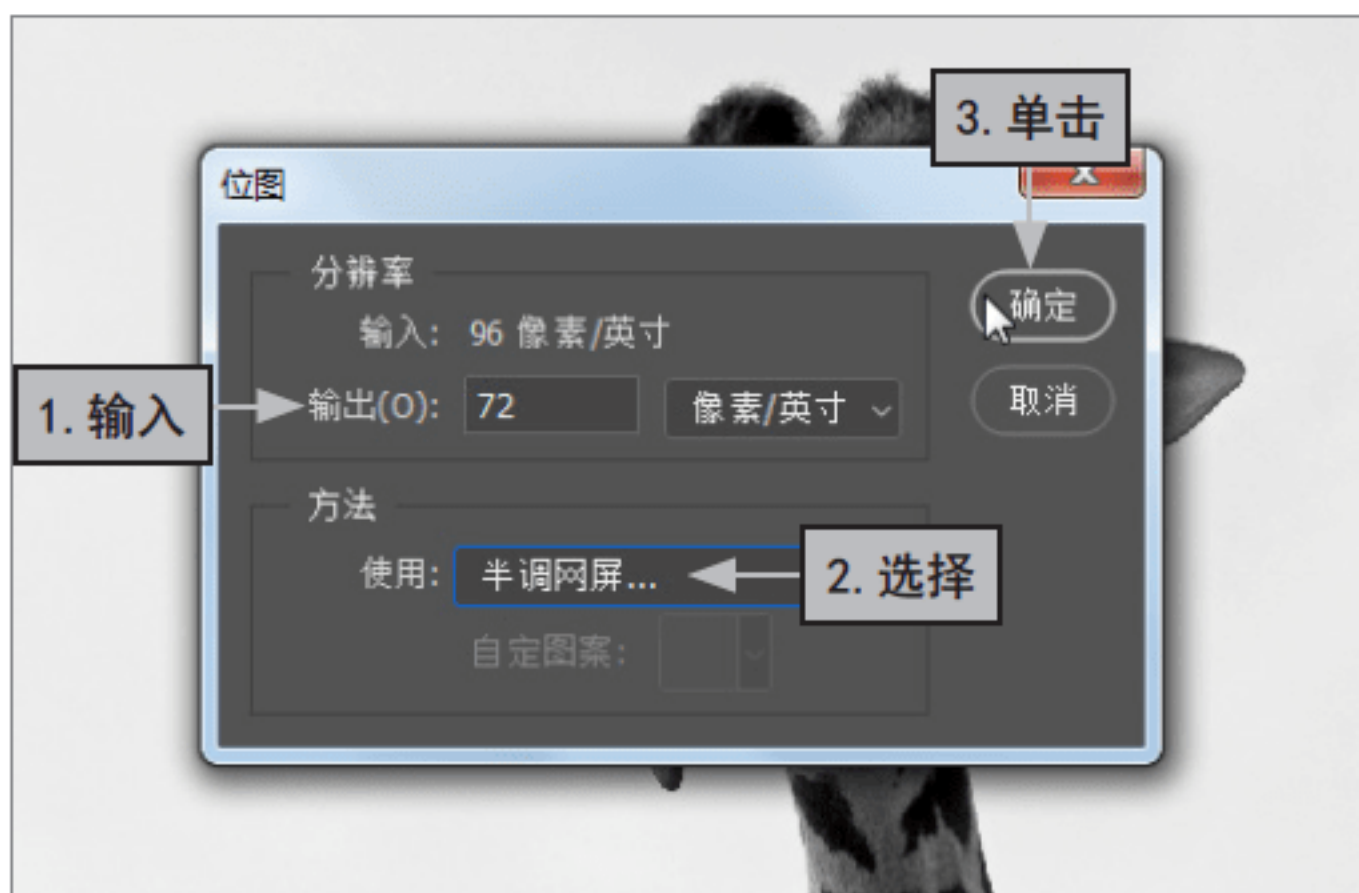 3. 单击
位图
分辨率
输入: 96 像素/英寸
确定
1. 输入
输出(O): 72 像素/英寸
取消
方法
使用: 半调网屏...
2. 选择
自定图案: